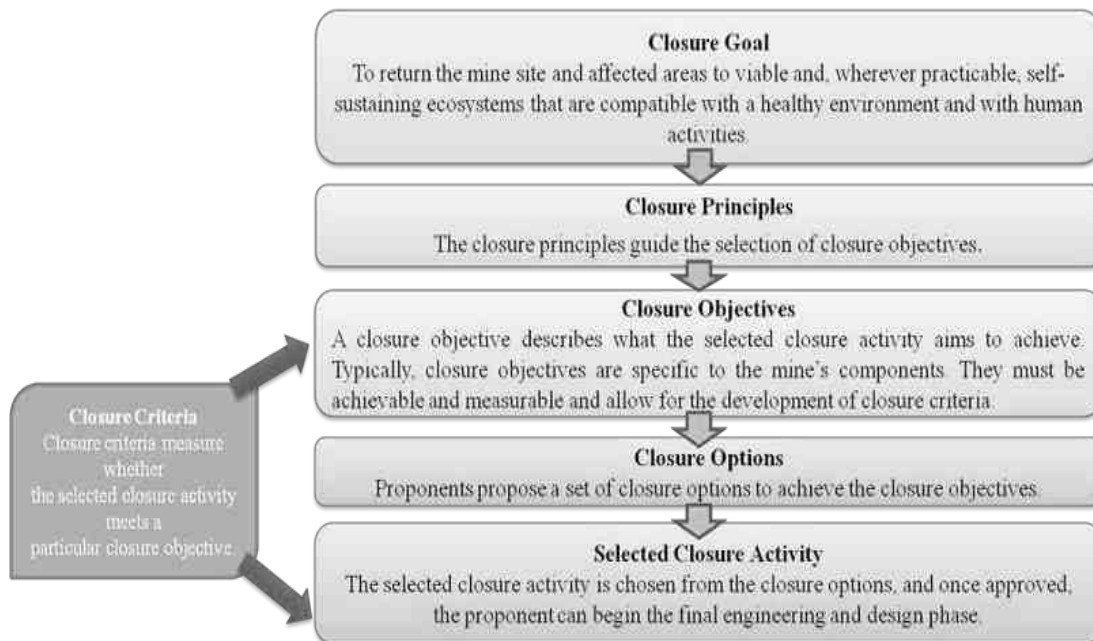 Closure Goal
To return the mine site and affected areas to viable and, wherever practicable, self-
sustaining ecosystems that are compatible with a healthy environment and with human
activities.
Closure Principles
The closure principles guide the selection of closure objectives.
Closure Objectives
A closure objective describes what the selected closure activity aims to achieve.
Typically, closure objectives are specific to the mine's components. They must be
achievable and measurable and allow for the development of closure criteria.
Closure Criteria
Closure criteria measure
whether
the selected closure activity
meets a
particular closure objective.
Closure Options
Proponents propose a set of closure options to achieve the closure objectives.
Selected Closure Activity
The selected closure activity is chosen from the closure options, and once approved,
the proponent can begin the final engineering and design phase.